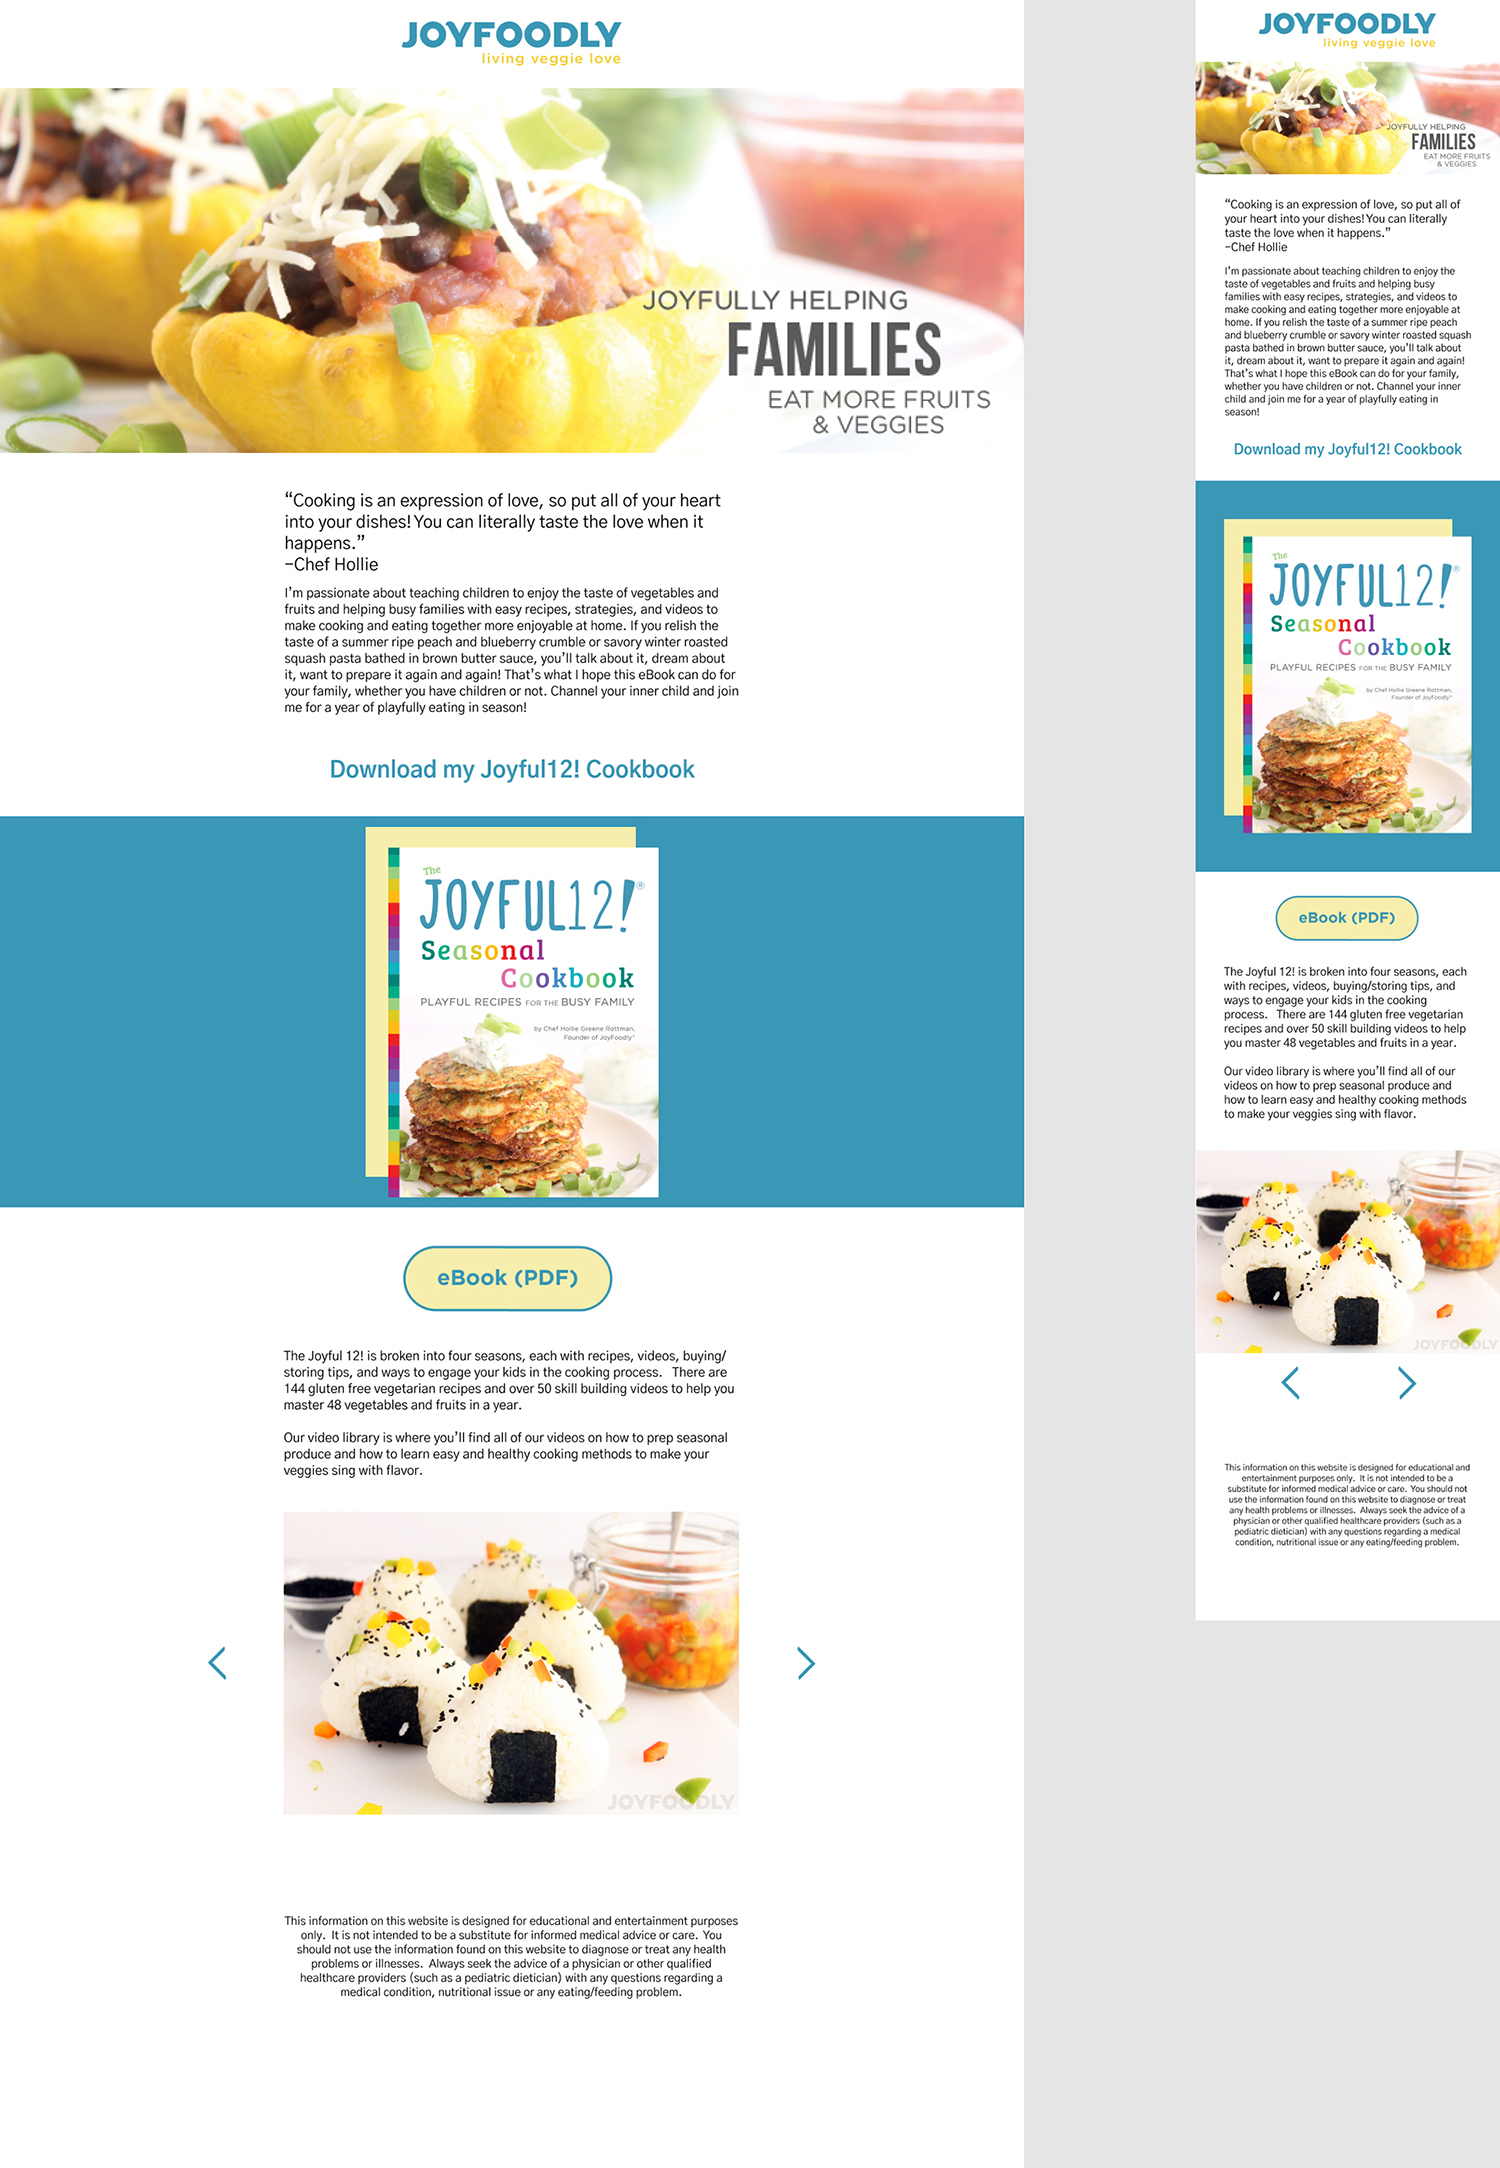 JOYFOODLY
living veggie love
JOYFULLY HELPING
FAMILIES
EAT MORE FRUITS
& VEGGIES
“Cooking is an expression of love, so put all of your heart
into your dishes! You can literally taste the love when it
happens.”
–Chef Hollie
I’m passionate about teaching children to enjoy the taste of vegetables and
fruits and helping busy families with easy recipes, strategies, and videos to
make cooking and eating together more enjoyable at home. If you relish the
taste of a summer ripe peach and blueberry crumble or savory winter roasted
squash pasta bathed in brown butter sauce, you’ll talk about it, dream about
it, want to prepare it again and again! That’s what I hope this eBook can do for
your family, whether you have children or not. Channel your inner child and join
me for a year of playfully eating in season!
Download my Joyful12! Cookbook
The
JOYFUL12!®
Seasonal
Cookbook
PLAYFUL RECIPES FOR THE BUSY FAMILY
by Chef Hollie Greene Rottman,
Founder of JoyFoodly®
eBook (PDF)
The Joyful 12! is broken into four seasons, each with recipes, videos, buying/
storing tips, and ways to engage your kids in the cooking process.   There are
144 gluten free vegetarian recipes and over 50 skill building videos to help you
master 48 vegetables and fruits in a year.
Our video library is where you’ll find all of our videos on how to prep seasonal
produce and how to learn easy and healthy cooking methods to make your
veggies sing with flavor.
JOYFOODLY
This information on this website is designed for educational and entertainment purposes
only.  It is not intended to be a substitute for informed medical advice or care.  You
should not use the information found on this website to diagnose or treat any health
problems or illnesses.  Always seek the advice of a physician or other qualified
healthcare providers (such as a pediatric dietician) with any questions regarding a
medical condition, nutritional issue or any eating/feeding problem.
JOYFOODLY
living veggie love
JOYFULLY HELPING
FAMILIES
EAT MORE FRUITS
& VEGGIES
“Cooking is an expression of love, so put all of
your heart into your dishes! You can literally
taste the love when it happens.”
–Chef Hollie
I’m passionate about teaching children to enjoy the
taste of vegetables and fruits and helping busy
families with easy recipes, strategies, and videos to
make cooking and eating together more enjoyable at
home. If you relish the taste of a summer ripe peach
and blueberry crumble or savory winter roasted squash
pasta bathed in brown butter sauce, you’ll talk about
it, dream about it, want to prepare it again and again!
That’s what I hope this eBook can do for your family,
whether you have children or not. Channel your inner
child and join me for a year of playfully eating in
season!
Download my Joyful12! Cookbook
The
JOYFUL12!®
Seasonal
Cookbook
PLAYFUL RECIPES FOR THE BUSY FAMILY
by Chef Hollie Greene Rottman,
Founder of JoyFoodly®
eBook (PDF)
The Joyful 12! is broken into four seasons, each
with recipes, videos, buying/storing tips, and
ways to engage your kids in the cooking
process.   There are 144 gluten free vegetarian
recipes and over 50 skill building videos to help
you master 48 vegetables and fruits in a year.
Our video library is where you’ll find all of our
videos on how to prep seasonal produce and
how to learn easy and healthy cooking methods
to make your veggies sing with flavor.
JOYFOODLY
This information on this website is designed for educational and
entertainment purposes only.  It is not intended to be a
substitute for informed medical advice or care.  You should not
use the information found on this website to diagnose or treat
any health problems or illnesses.  Always seek the advice of a
physician or other qualified healthcare providers (such as a
pediatric dietician) with any questions regarding a medical
condition, nutritional issue or any eating/feeding problem.